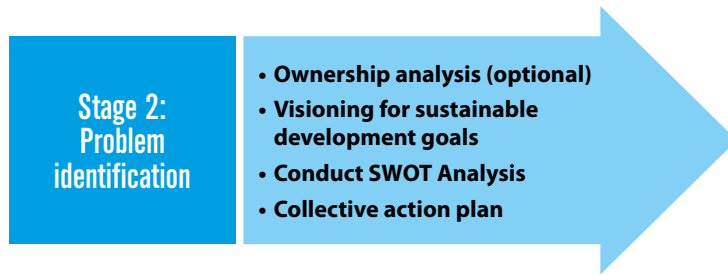 Stage 2:
Problem
identification
• Ownership analysis (optional)
• Visioning for sustainable
development goals
• Conduct SWOT Analysis
• Collective action plan